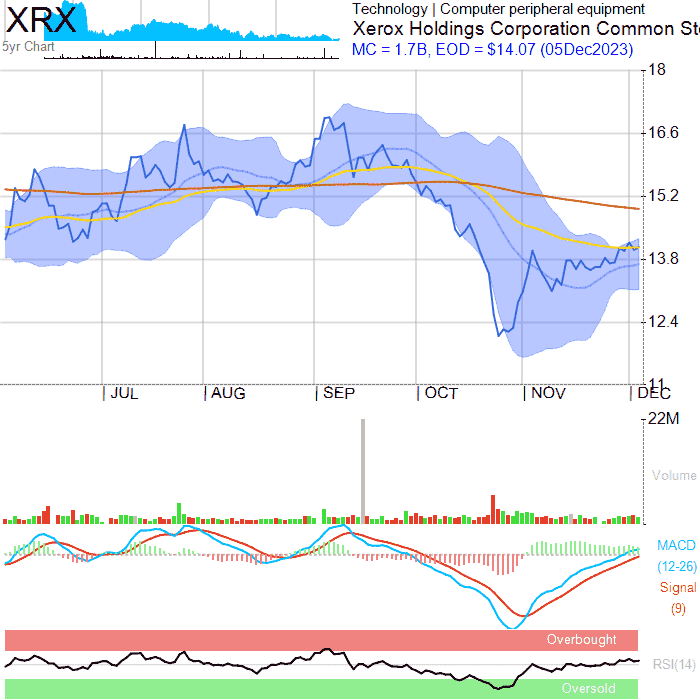 XRX
5yr Chart
Technology | Computer peripheral equipment
Xerox Holdings Corporation Common Sto
MC = 1.7B, EOD = $14.07 (05Dec2023)
18
16.6
15.2
13.8
12.4
11
JUL
AUG
SEP
OCT
NOV
DEC
22M
Volume
MACD
(12-26)
Signal
(9)
Overbought
RSI(14)
Oversold